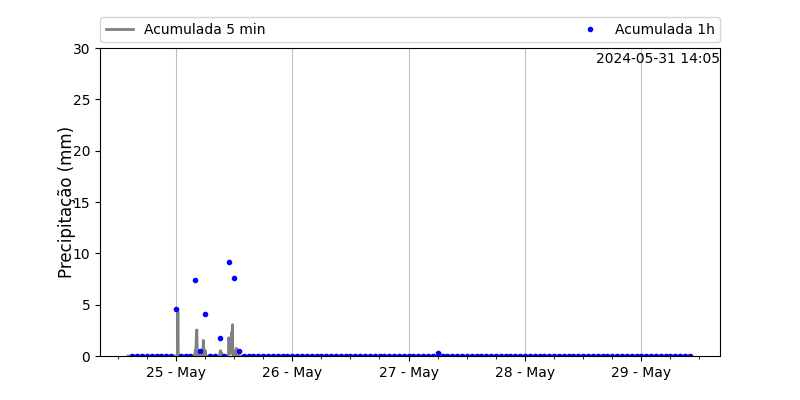 Acumulada 5 min
Acumulada 1h
2024-05-31 14:05
Precipitação (mm)
30
25
20
15
10
5
0
25 - May
26 - May
27 - May
28 - May
29 - May